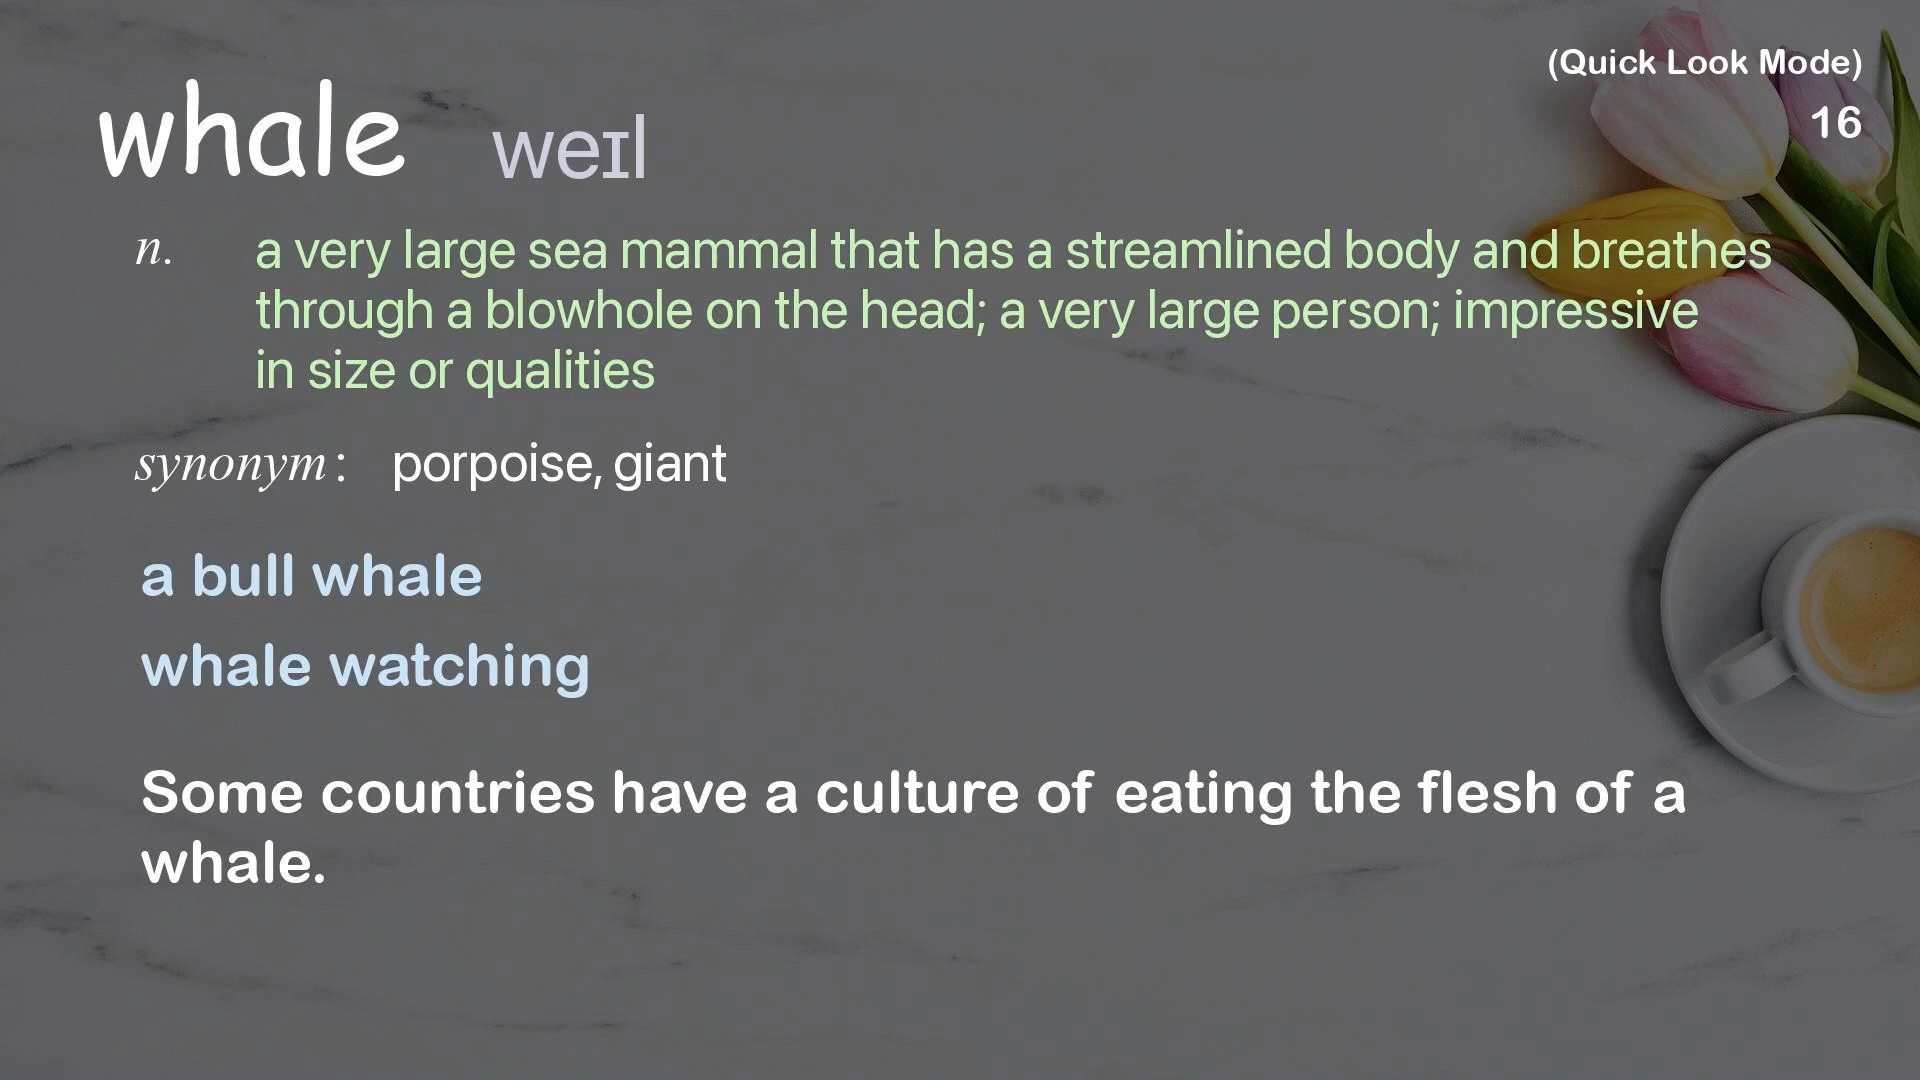 (Quick Look Mode)
16
whale weɪl
n. a very large sea mammal that has a streamlined body and breathes
through a blowhole on the head; a very large person; impressive
in size or qualities
synonym: porpoise, giant
a bull whale
whale watching
Some countries have a culture of eating the flesh of a
whale.